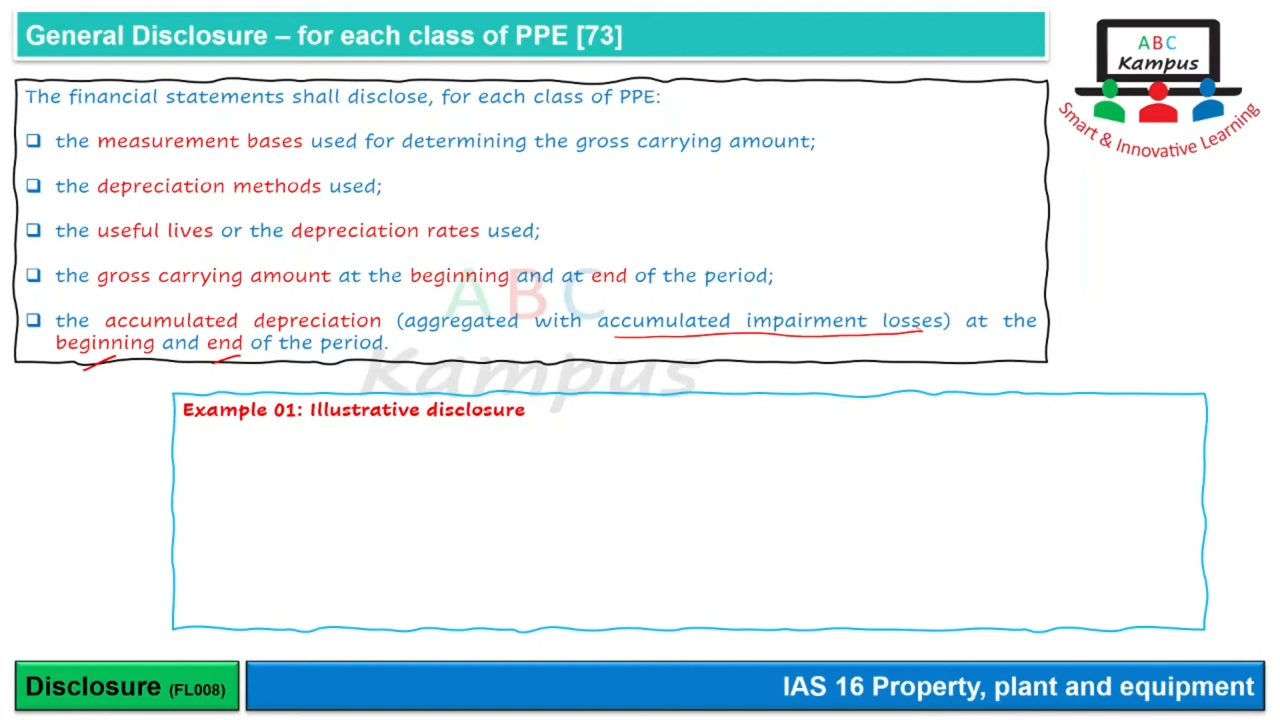 General Disclosure – for each class of PPE [73]
ABC
Kampus
Smart & Innovative Learning
The financial statements shall disclose, for each class of PPE:
❑ the measurement bases used for determining the gross carrying amount;
❑ the depreciation methods used;
❑ the useful lives or the depreciation rates used;
❑ the gross carrying amount at the beginning and at end of the period;
❑ the accumulated depreciation (aggregated with accumulated impairment losses) at the
beginning and end of the period.
ABC
Kampus
Example 01: Illustrative disclosure
Disclosure (FL008)
IAS 16 Property, plant and equipment